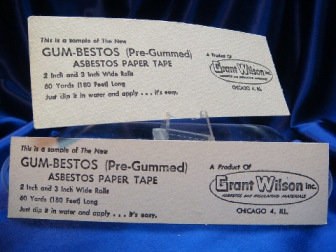 This is a sample of The New
GUM-BESTOS (Pre-Gummed)
ASBESTOS PAPER TAPE
2 Inch and 3 Inch Wide Rolls
60 Yards (180 Feet) Long
Just dip it in water and apply . . . it's easy.
A Product Of
Grant Wilson Inc.
CHICAGO 4, ILL.
This is a sample of The New
GUM-BESTOS (Pre-Gummed)
ASBESTOS PAPER TAPE
2 Inch and 3 Inch Wide Rolls
60 Yards (180 Feet) Long
Just dip it in water and apply . . . it's easy.
A Product Of
Grant Wilson Inc.
ASBESTOS AND INSULATING MATERIALS
CHICAGO 4, ILL.